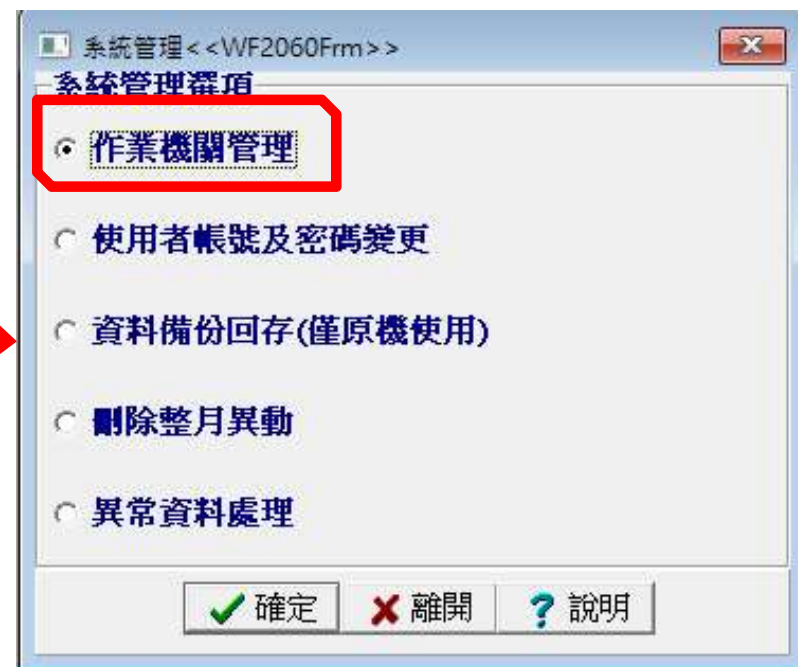 系統管理<<WF2060Frm>>
系統管理選項
作業機關管理
使用者帳號及密碼變更
資料備份回存(僅原機使用)
刪除整月異動
異常資料處理
確定 離開 說明